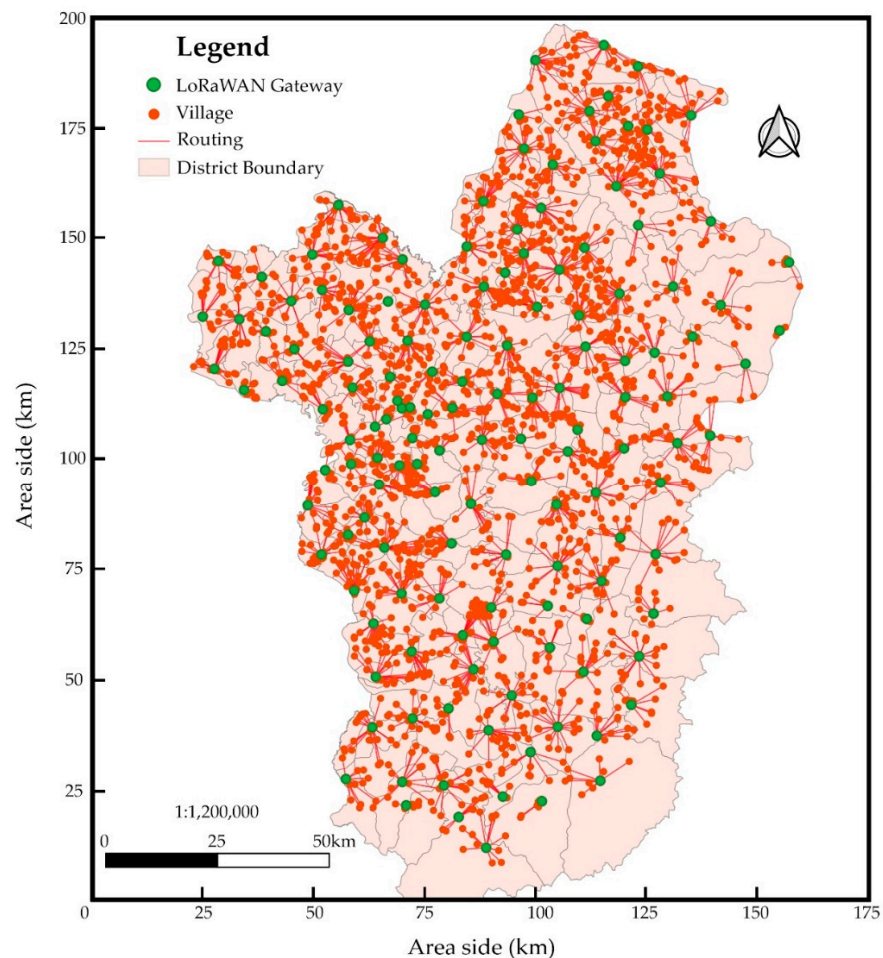 Legend
LoRaWAN Gateway
Village
Routing
District Boundary
200
175
150
125
100
75
50
25
Area side (km)
1:1,200,000
0 25 50km
0 25 50 75 100 125 150 175
Area side (km)